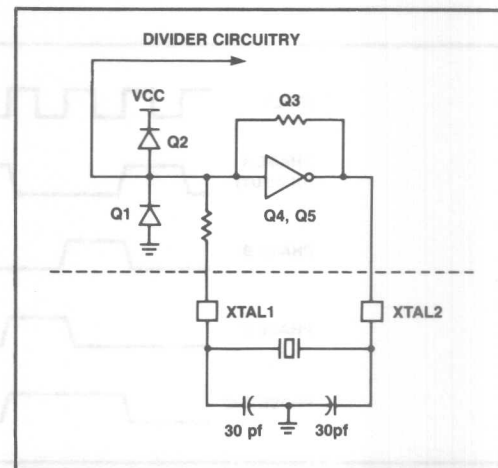 DIVIDER CIRCUITRY
VCC
Q3
Q2
Q1
Q4, Q5
XTAL1
XTAL2
30 pf
30pf